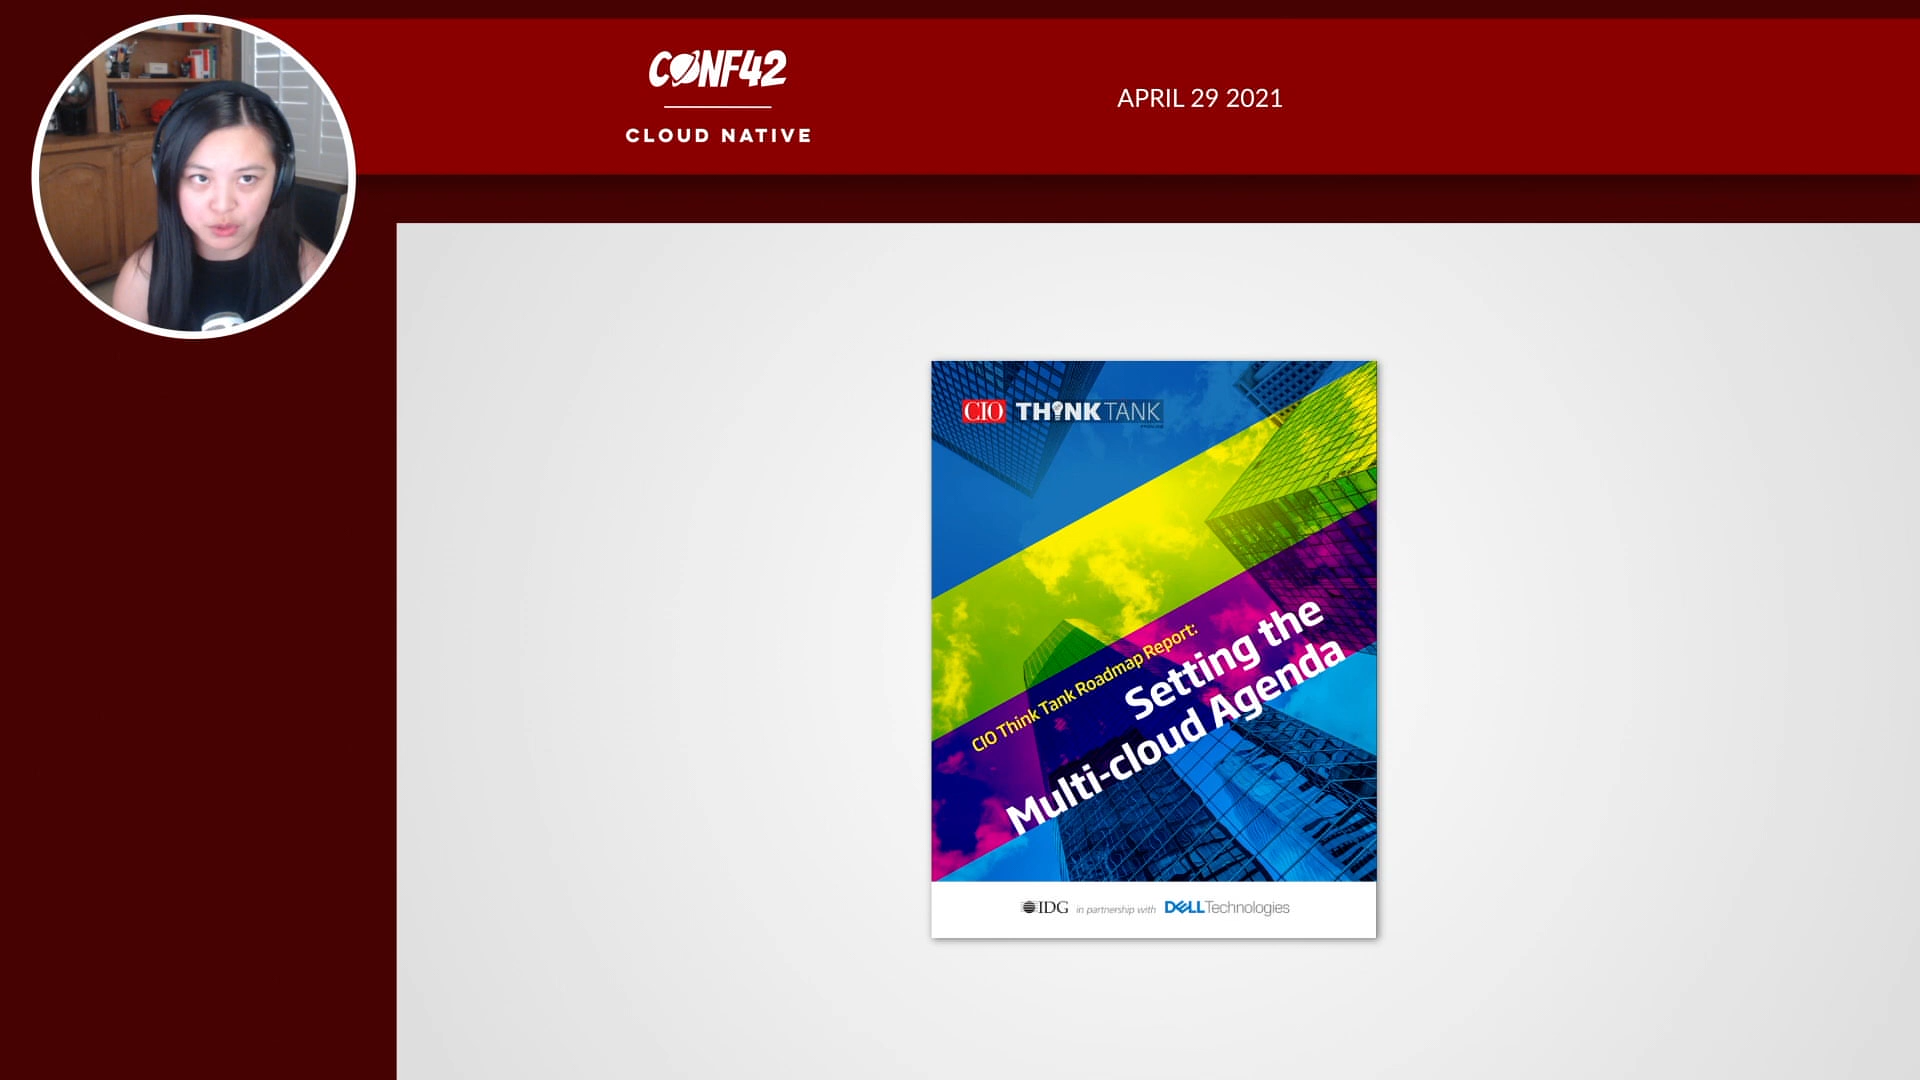 CONF42
CLOUD NATIVE
APRIL 29 2021
CIO THINK TANK
CIO Think Tank Roadmap Report:
Setting the
Multi-cloud Agenda
IDG in partnership with DELL Technologies